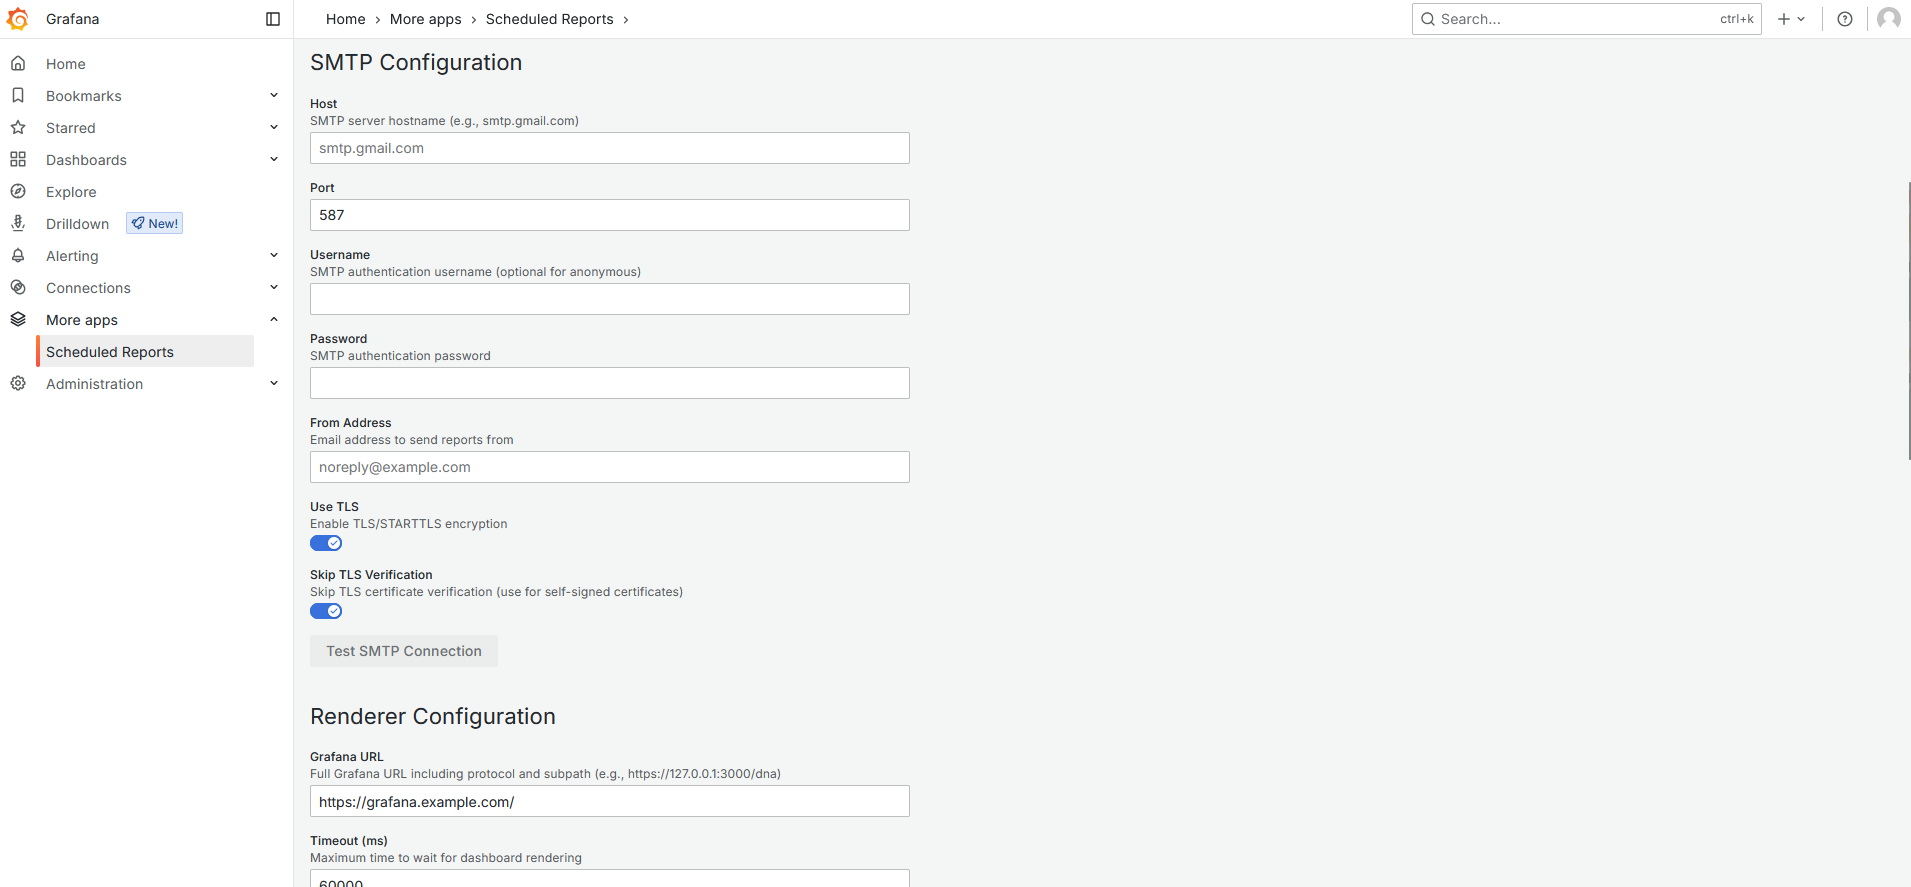 Grafana
Home › More apps › Scheduled Reports ›
Search...
ctrl+k
Home
Bookmarks
Starred
Dashboards
Explore
Drilldown
New!
Alerting
Connections
More apps
Scheduled Reports
Administration
SMTP Configuration
Host
SMTP server hostname (e.g., smtp.gmail.com)
smtp.gmail.com
Port
587
Username
SMTP authentication username (optional for anonymous)
Password
SMTP authentication password
From Address
Email address to send reports from
noreply@example.com
Use TLS
Enable TLS/STARTTLS encryption
Skip TLS Verification
Skip TLS certificate verification (use for self-signed certificates)
Test SMTP Connection
Renderer Configuration
Grafana URL
Full Grafana URL including protocol and subpath (e.g., https://127.0.0.1:3000/dna)
https://grafana.example.com/
Timeout (ms)
Maximum time to wait for dashboard rendering
60000